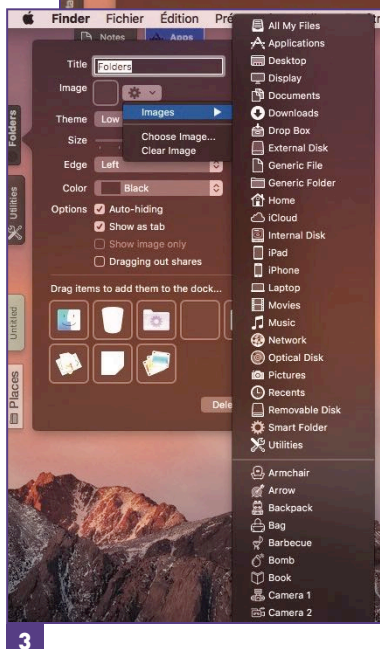 Finder Fichier Édition
Notes Apps
Title Folders
Image
Images
Choose Image...
Clear Image
Theme Low
Size
Edge Left
Color Black
Options Auto-hiding
Show as tab
Show image only
Dragging out shares
Drag items to add them to the dock...
Folders
Utilities
Untitled
Places
All My Files
Applications
Desktop
Display
Documents
Downloads
Drop Box
External Disk
Generic File
Generic Folder
Home
iCloud
Internal Disk
iPad
iPhone
Laptop
Movies
Music
Network
Optical Disk
Pictures
Recents
Removable Disk
Smart Folder
Utilities
Armchair
Arrow
Backpack
Bag
Barbecue
Bomb
Book
Camera 1
Camera 2
3